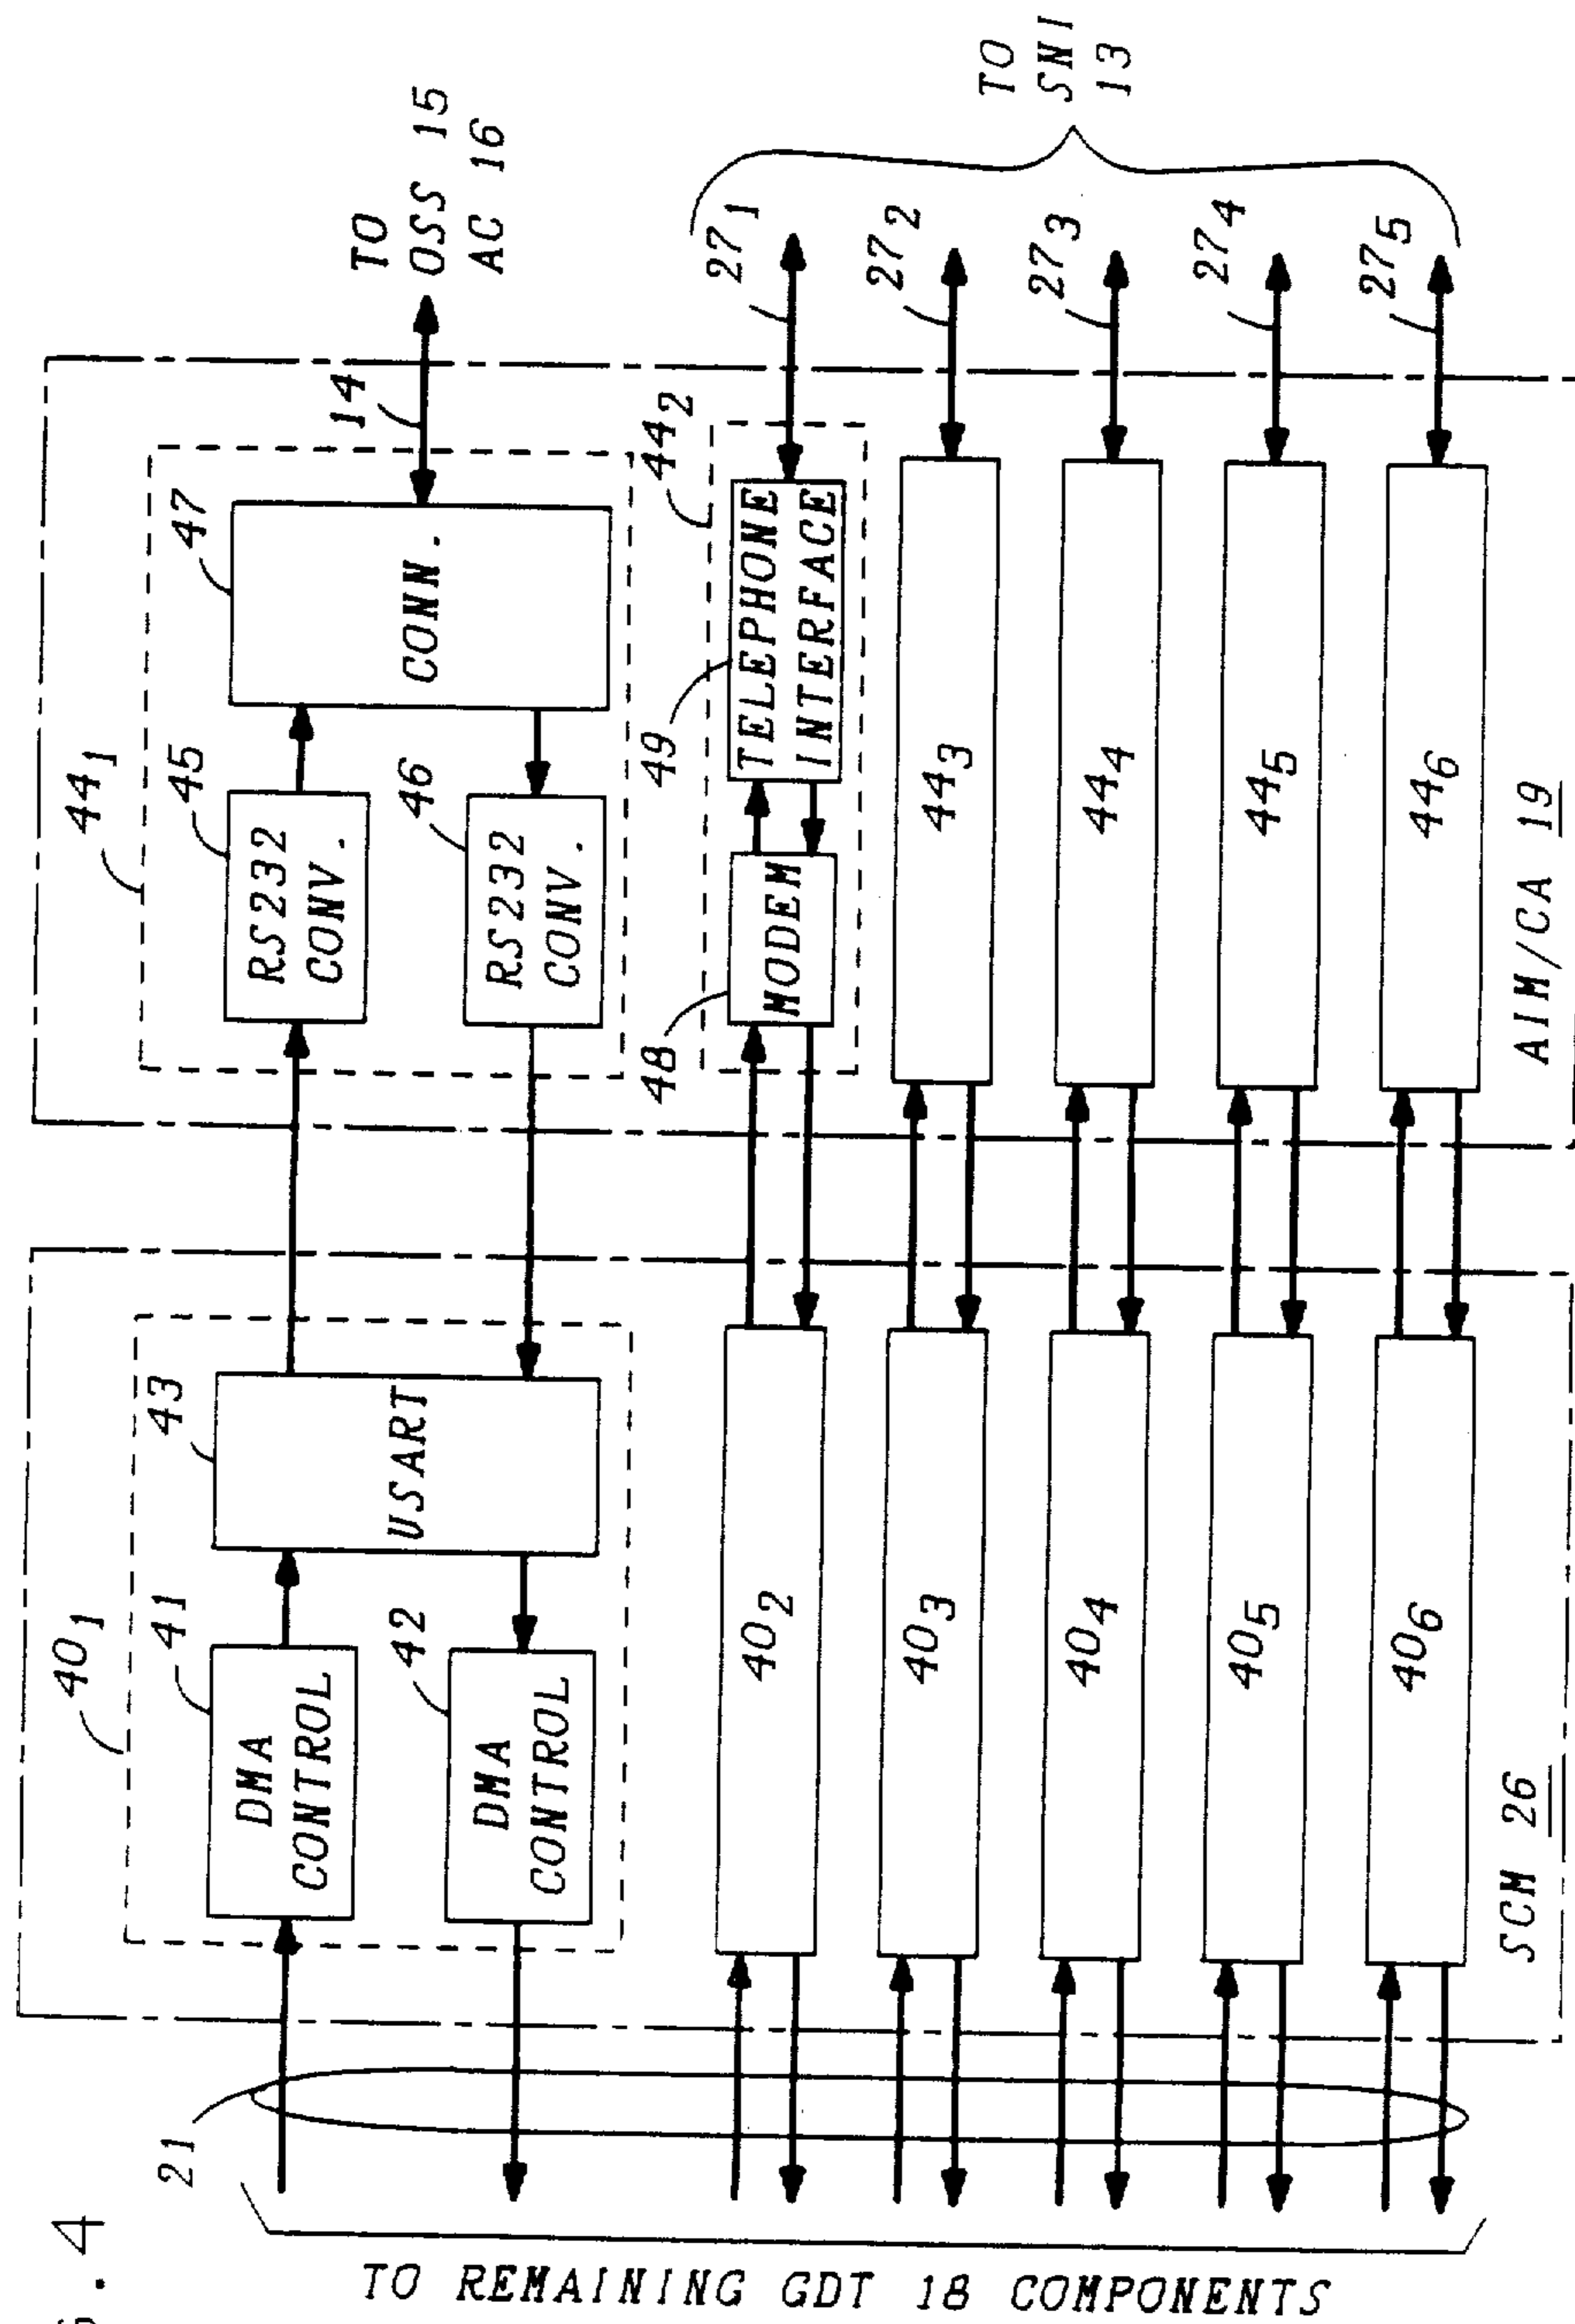 .4
TO REMAINING GDT 18 COMPONENTS
21
SCM 26
40₁
41
DMA
CONTROL
42
DMA
CONTROL
43
USART
40₂
40₃
40₄
40₅
40₆
AIM/CA 19
44₁
45
RS232
CONV.
46
RS232
CONV.
47
CONN.
14
TO
OSS 15
AC 16
44₂
48
MODEM
49
TELEPHONE
INTERFACE
44₃
44₄
44₅
44₆
27₁
27₂
27₃
27₄
27₅
TO
SNI
13